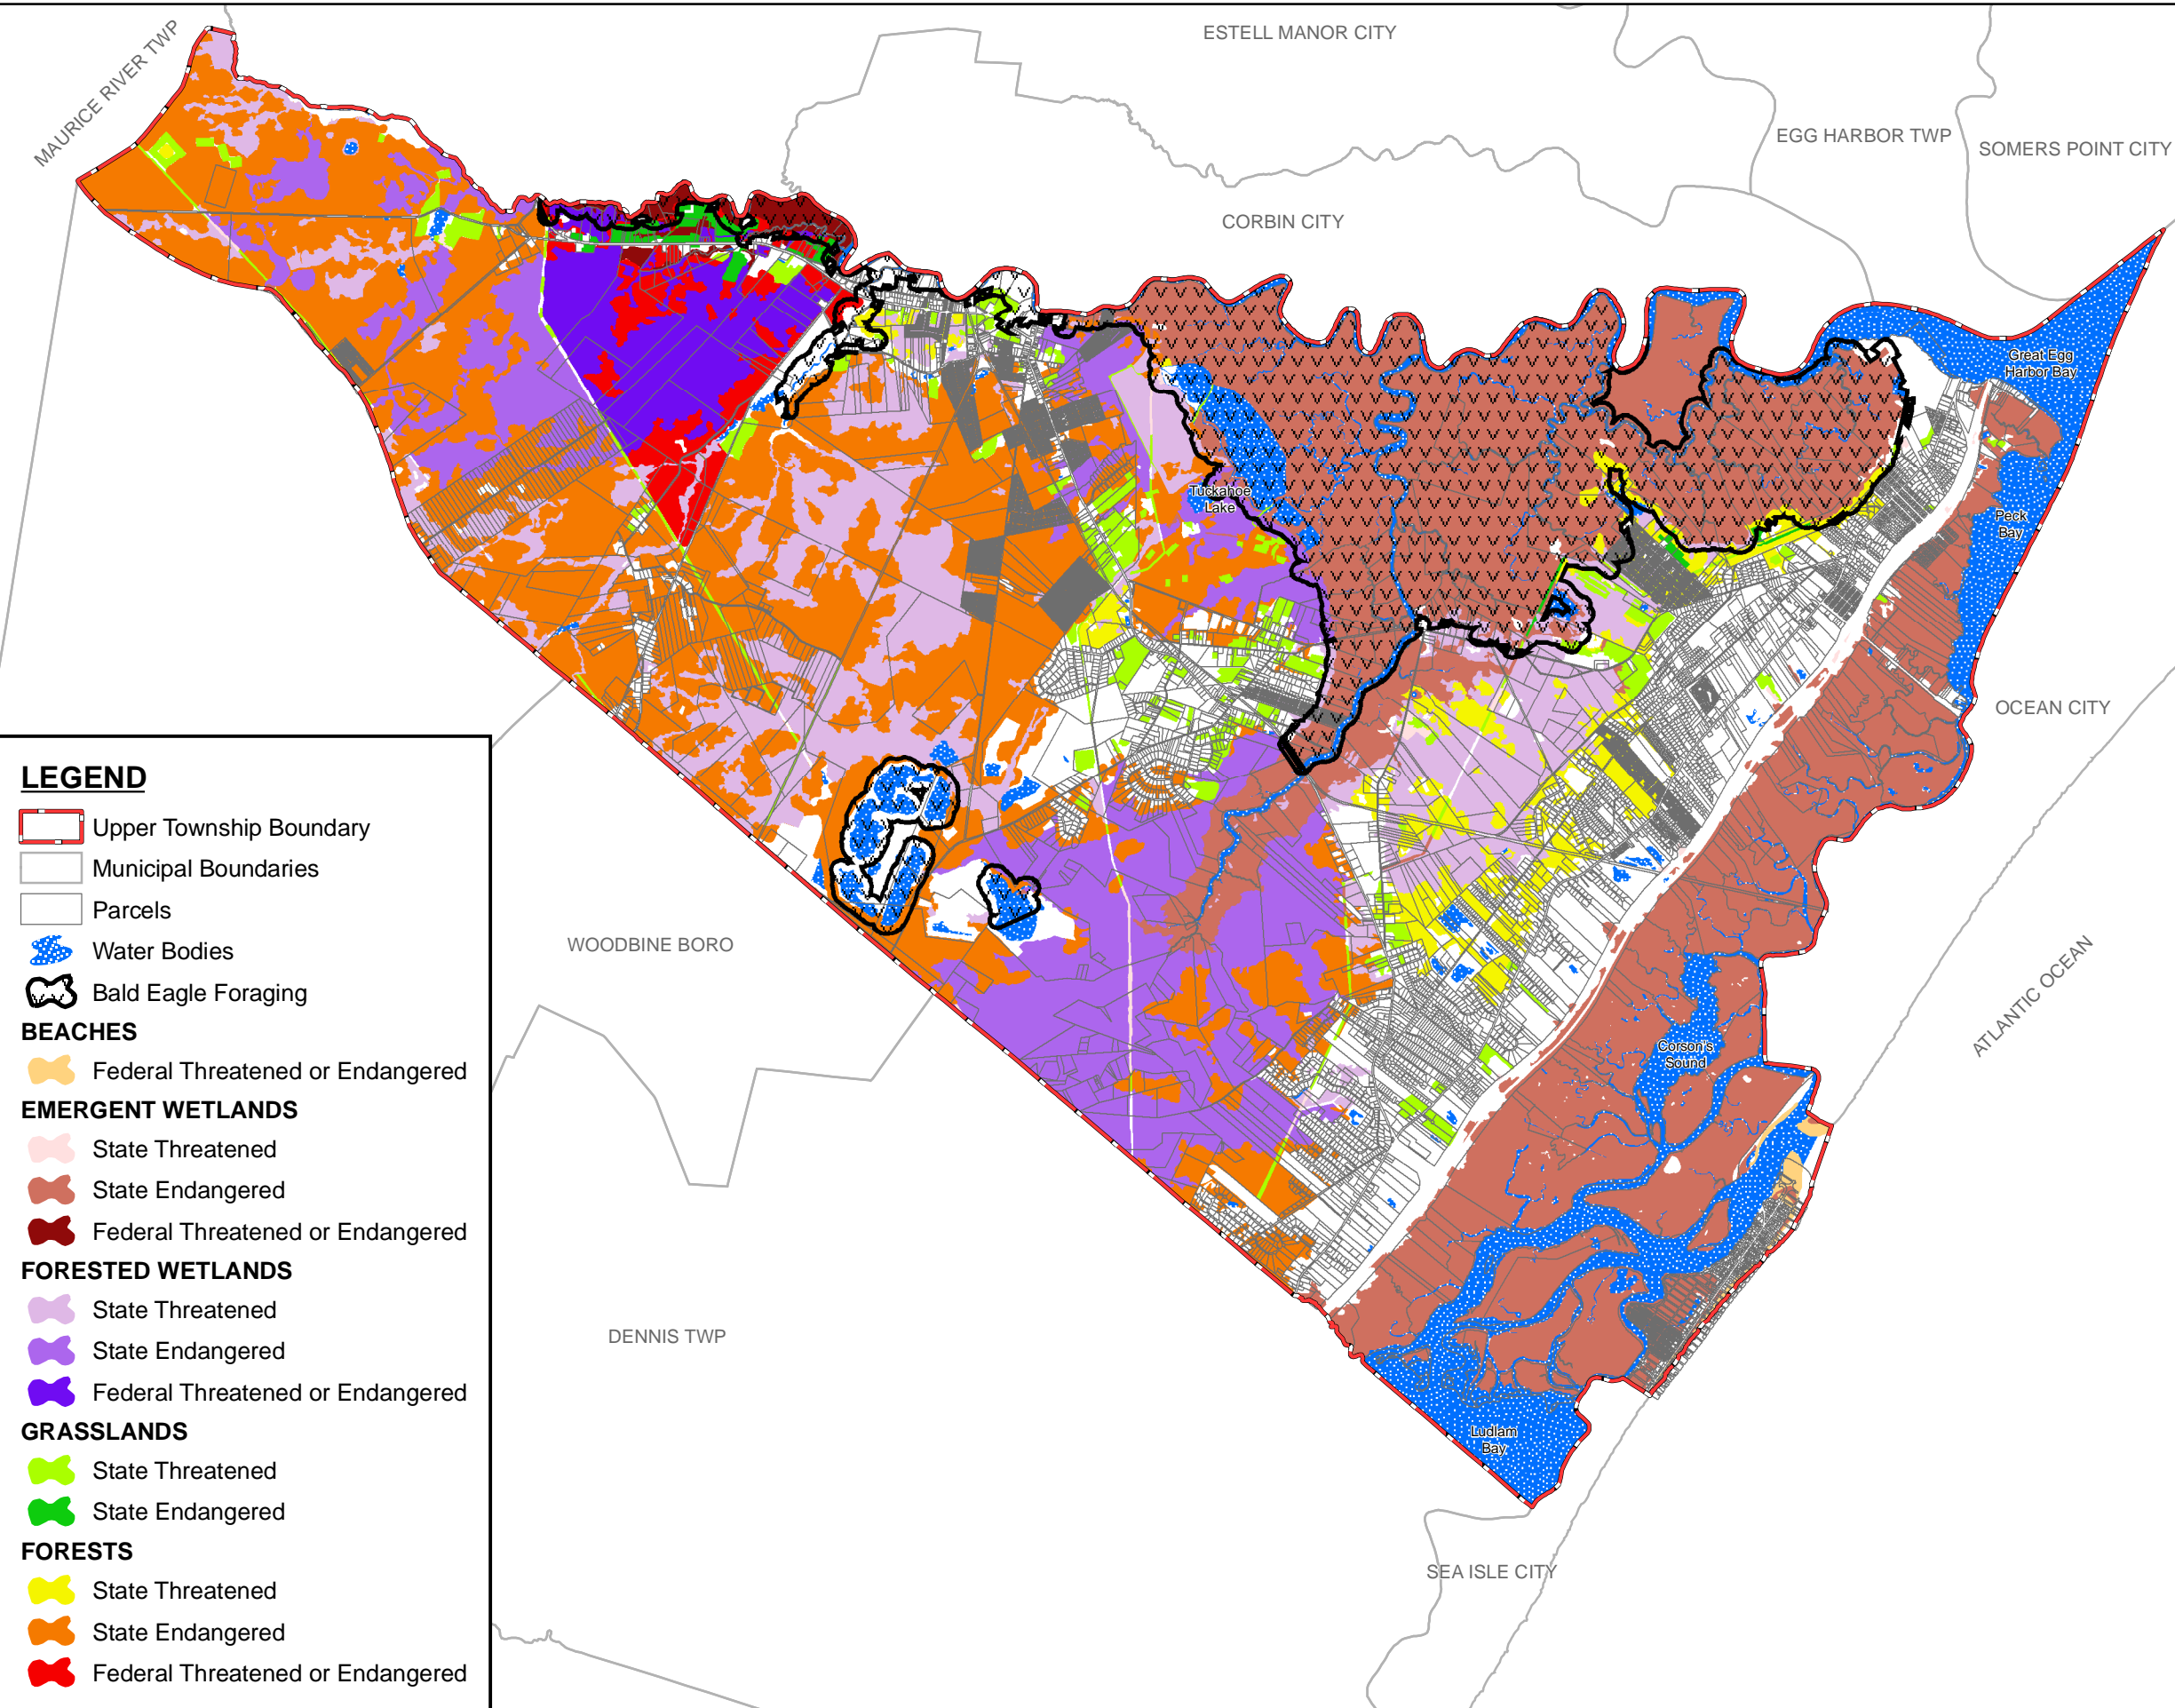 ESTELL MANOR CITY
MAURICE RIVER TWP
EGG HARBOR TWP
SOMERS POINT CITY
CORBIN CITY
Great Egg
Harbor Bay
Tuckahoe
Lake
Peck
Bay
OCEAN CITY
WOODBINE BORO
ATLANTIC OCEAN
Corson's
Sound
DENNIS TWP
Ludlam
Bay
SEA ISLE CITY
LEGEND
Upper Township Boundary
Municipal Boundaries
Parcels
Water Bodies
Bald Eagle Foraging
BEACHES
Federal Threatened or Endangered
EMERGENT WETLANDS
State Threatened
State Endangered
Federal Threatened or Endangered
FORESTED WETLANDS
State Threatened
State Endangered
Federal Threatened or Endangered
GRASSLANDS
State Threatened
State Endangered
FORESTS
State Threatened
State Endangered
Federal Threatened or Endangered